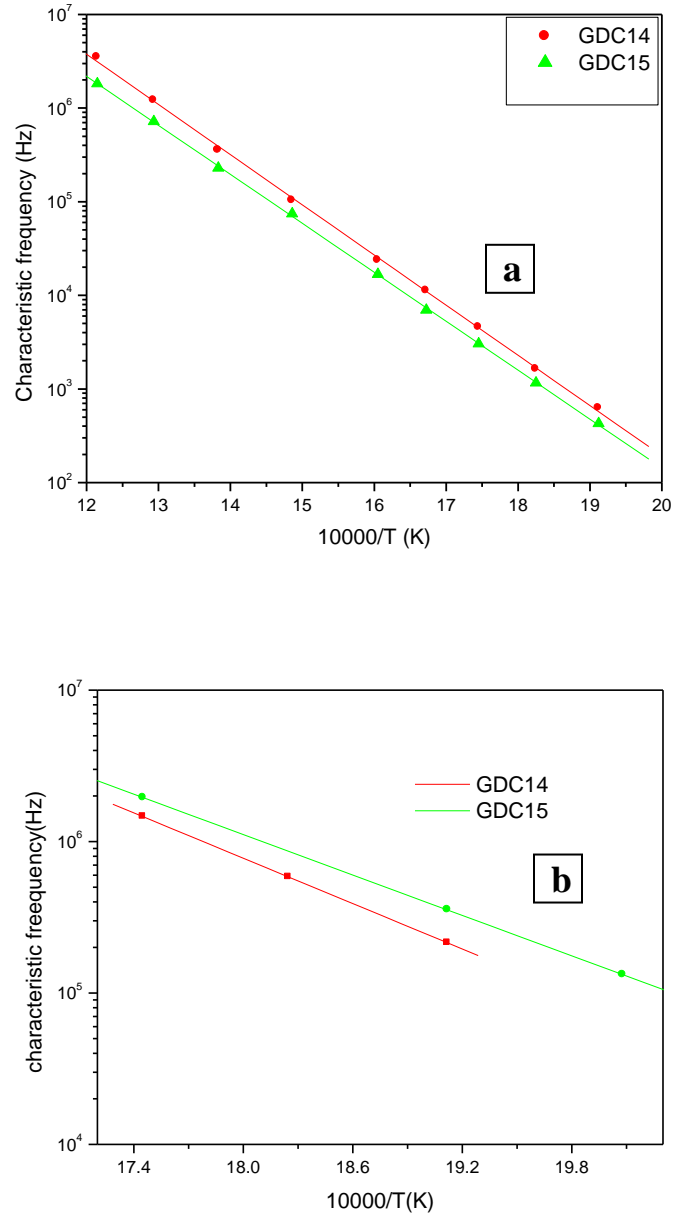 10⁷
GDC14
GDC15
10⁶
10⁵
a
10⁴
10³
10²
Characteristic frequency (Hz)
12 13 14 15 16 17 18 19 20
10000/T (K)
10⁷
GDC14
GDC15
10⁶
b
10⁵
10⁴
characteristic freequency(Hz)
17.4 18.0 18.6 19.2 19.8
10000/T(K)